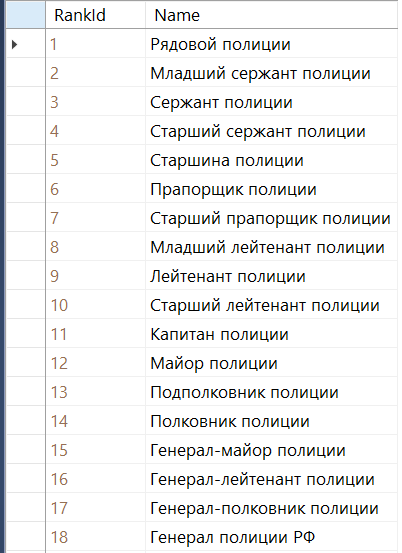 RankId Name
1 Рядовой полиции
2 Младший сержант полиции
3 Сержант полиции
4 Старший сержант полиции
5 Старшина полиции
6 Прапорщик полиции
7 Старший прапорщик полиции
8 Младший лейтенант полиции
9 Лейтенант полиции
10 Старший лейтенант полиции
11 Капитан полиции
12 Майор полиции
13 Подполковник полиции
14 Полковник полиции
15 Генерал-майор полиции
16 Генерал-лейтенант полиции
17 Генерал-полковник полиции
18 Генерал полиции РФ